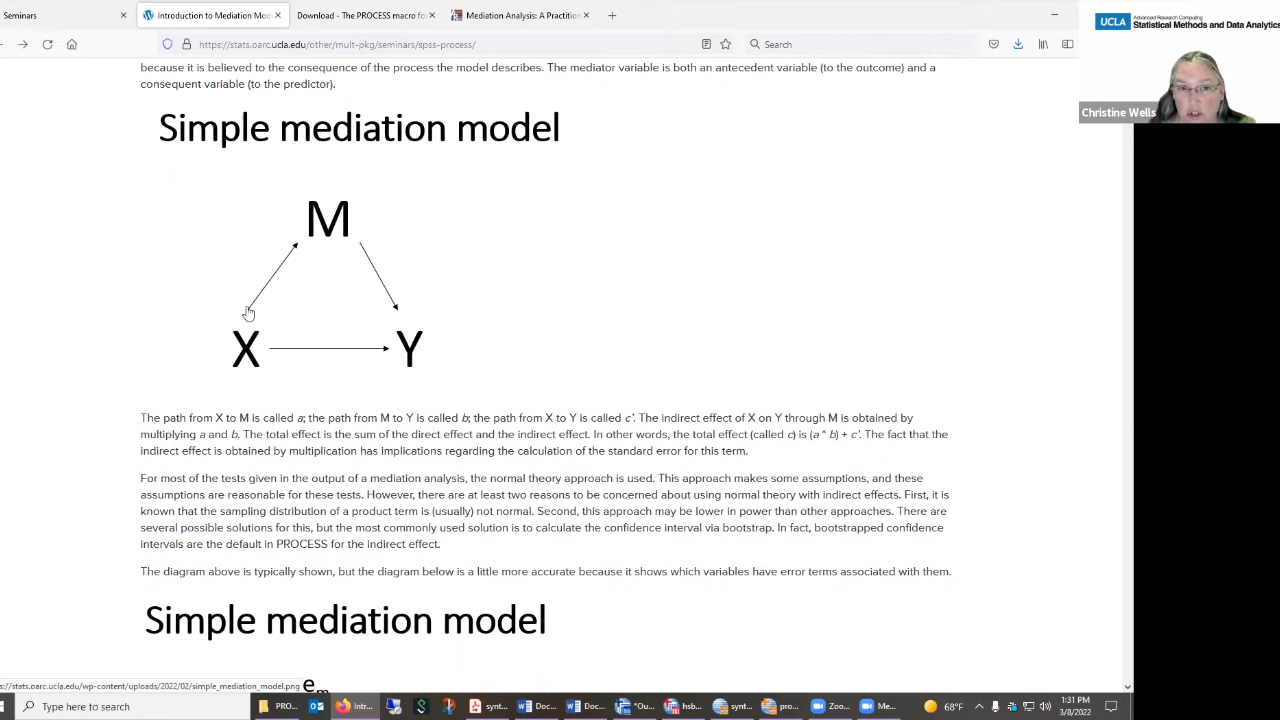 Seminars
Introduction to Mediation Mod
Download - The PROCESS macro fo
Mediation Analysis: A Practition
https://stats.oarc.ucla.edu/other/mult-pkg/seminars/spss-process/
Search
UCLA
Advanced Research Computing
Statistical Methods and Data Analytics
Christine Wells
because it is believed to the consequence of the process the model describes. The mediator variable is both an antecedent variable (to the outcome) and a
consequent variable (to the predictor).
Simple mediation model
M
X
Y
The path from X to M is called a; the path from M to Y is called b; the path from X to Y is called c'. The indirect effect of X on Y through M is obtained by
multiplying a and b. The total effect is the sum of the direct effect and the indirect effect. In other words, the total effect (called c) is (a * b) + c'. The fact that the
indirect effect is obtained by multiplication has implications regarding the calculation of the standard error for this term.
For most of the tests given in the output of a mediation analysis, the normal theory approach is used. This approach makes some assumptions, and these
assumptions are reasonable for these tests. However, there are at least two reasons to be concerned about using normal theory with indirect effects. First, it is
known that the sampling distribution of a product term is (usually) not normal. Second, this approach may be lower in power than other approaches. There are
several possible solutions for this, but the most commonly used solution is to calculate the confidence interval via bootstrap. In fact, bootstrapped confidence
intervals are the default in PROCESS for the indirect effect.
The diagram above is typically shown, but the diagram below is a little more accurate because it shows which variables have error terms associated with them.
Simple mediation model
em
s://stats.oarc.ucla.edu/wp-content/uploads/2022/02/simple_mediation_model.png
Type here to search
PRO...
Intr...
synt...
Doc...
Doc...
*Ou...
hsb...
synt...
pro...
Zoo...
Me...
68°F
1:31 PM
3/8/2022